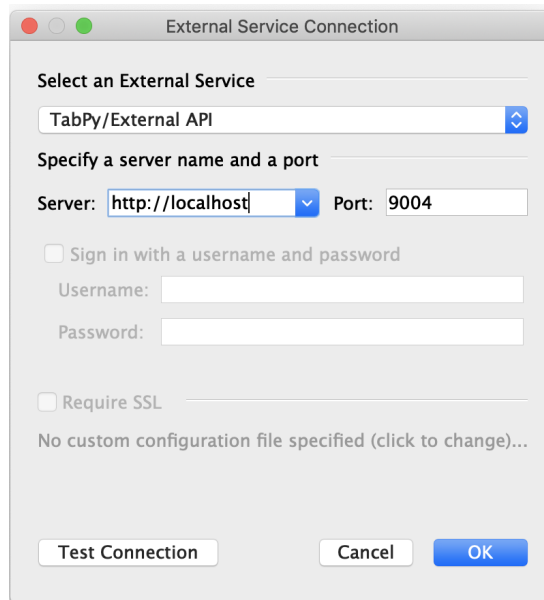 External Service Connection
Select an External Service
TabPy/External API
Specify a server name and a port
Server: http://localhost Port: 9004
Sign in with a username and password
Username:
Password:
Require SSL
No custom configuration file specified (click to change)...
Test Connection Cancel OK